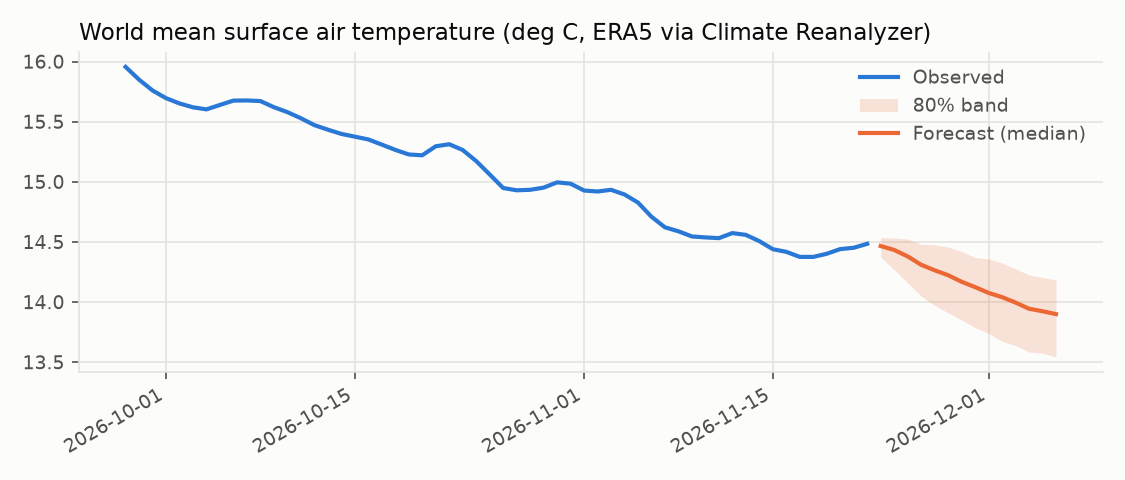 World mean surface air temperature (deg C, ERA5 via Climate Reanalyzer)
16.0
15.5
15.0
14.5
14.0
13.5
Observed
80% band
Forecast (median)
2026-10-01
2026-10-15
2026-11-01
2026-11-15
2026-12-01